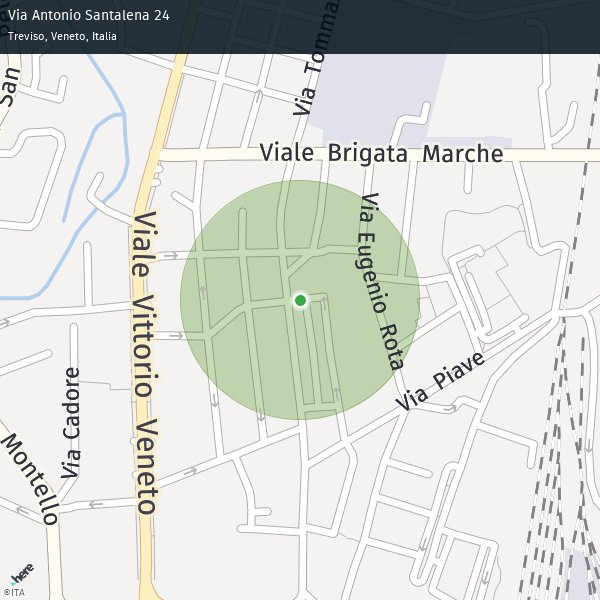 Via Antonio Santalena 24
Treviso, Veneto, Italia
San
Via Tomma
Viale Brigata Marche
Viale Vittorio Veneto
Via Eugenio Rota
Via Piave
Via Cadore
Montello
here
©ITA